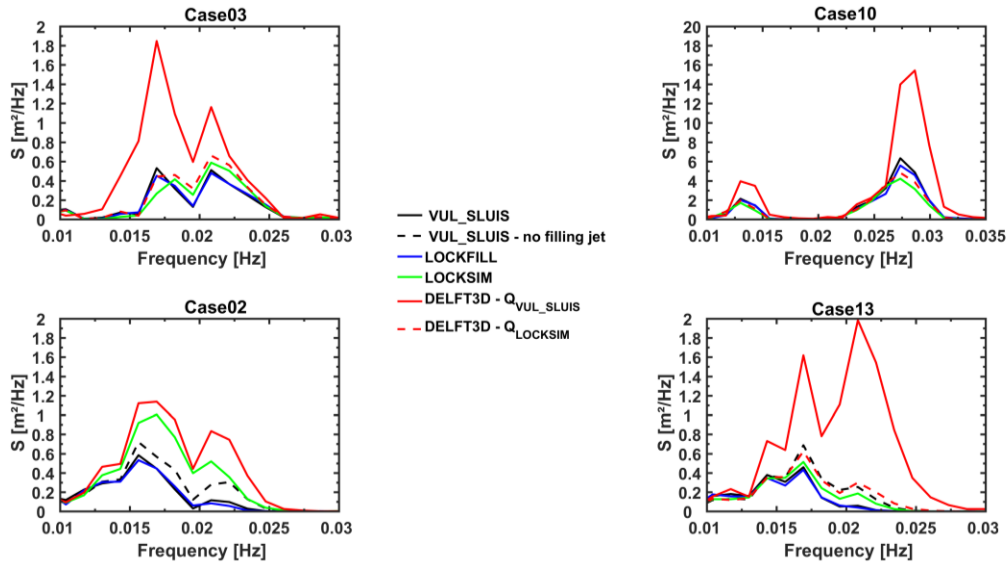 Case03
2
1.8
1.6
1.4
1.2
1
0.8
0.6
0.4
0.2
0
S [m²/Hz]
0.01 0.015 0.02 0.025 0.03
Frequency [Hz]
Case10
20
18
16
14
12
10
8
6
4
2
0
S [m²/Hz]
0.01 0.015 0.02 0.025 0.03 0.035
Frequency [Hz]
VUL_SLUIS
VUL_SLUIS - no filling jet
LOCKFILL
LOCKSIM
DELFT3D - Q_VUL_SLUIS
DELFT3D - Q_LOCKSIM
Case02
2
1.8
1.6
1.4
1.2
1
0.8
0.6
0.4
0.2
0
S [m²/Hz]
0.01 0.015 0.02 0.025 0.03
Frequency [Hz]
Case13
2
1.8
1.6
1.4
1.2
1
0.8
0.6
0.4
0.2
0
S [m²/Hz]
0.01 0.015 0.02 0.025 0.03
Frequency [Hz]